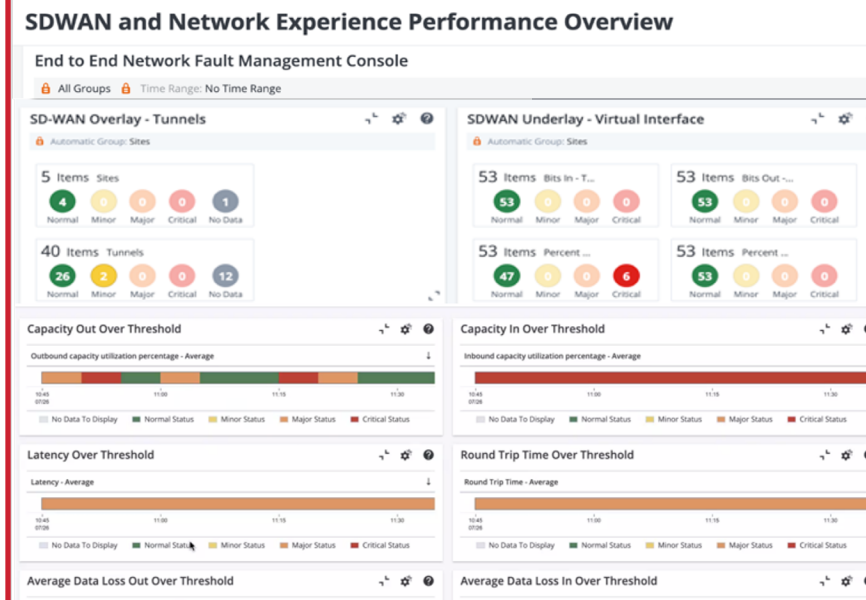 SDWAN and Network Experience Performance Overview
End to End Network Fault Management Console
All Groups Time Range: No Time Range
SD-WAN Overlay - Tunnels
Automatic Group: Sites
5 Items Sites
4 0 0 0 1
Normal Minor Major Critical No Data
40 Items Tunnels
26 2 0 0 12
Normal Minor Major Critical No Data
SDWAN Underlay - Virtual Interface
Automatic Group: Sites
53 Items Bits In - T...
53 0 0 0
Normal Minor Major Critical
53 Items Bits Out -...
53 0 0 0
Normal Minor Major Critical
53 Items Percent ...
47 0 0 6
Normal Minor Major Critical
53 Items Percent ...
53 0 0 0
Normal Minor Major Critical
Capacity Out Over Threshold
Outbound capacity utilization percentage - Average
10:45 11:00 11:15 11:30
07/26
No Data To Display Normal Status Minor Status Major Status Critical Status
Capacity In Over Threshold
Inbound capacity utilization percentage - Average
10:45 11:00 11:15 11:30
07/26
No Data To Display Normal Status Minor Status Major Status Critical Status
Latency Over Threshold
Latency - Average
10:45 11:00 11:15 11:30
07/26
No Data To Display Normal Status Minor Status Major Status Critical Status
Round Trip Time Over Threshold
Round Trip Time - Average
10:45 11:00 11:15 11:30
07/26
No Data To Display Normal Status Minor Status Major Status Critical Status
Average Data Loss Out Over Threshold
Average Data Loss In Over Threshold